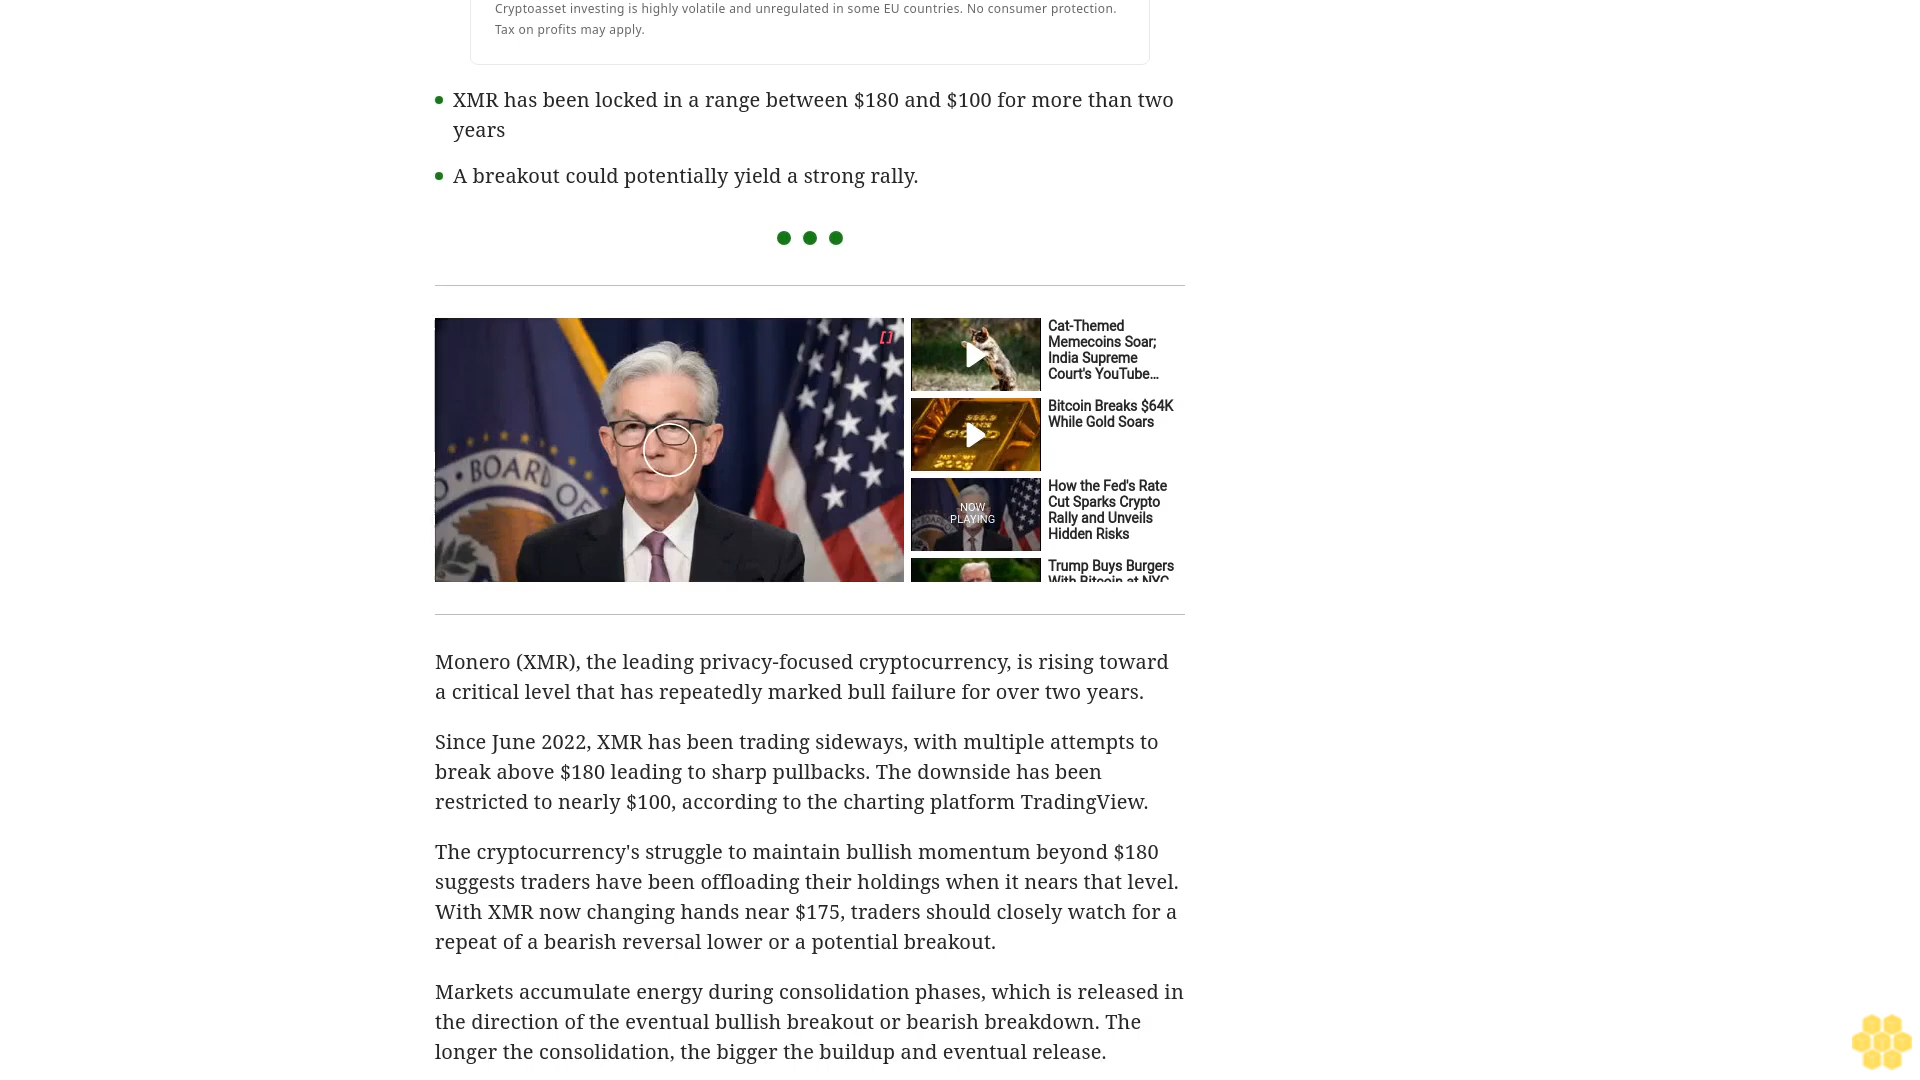 Cryptoasset investing is highly volatile and unregulated in some EU countries. No consumer protection.
Tax on profits may apply.
XMR has been locked in a range between $180 and $100 for more than two
years
A breakout could potentially yield a strong rally.
BOARD OF
Cat-Themed
Memecoins Soar;
India Supreme
Court's YouTube...
Bitcoin Breaks $64K
While Gold Soars
NOW
PLAYING
How the Fed's Rate
Cut Sparks Crypto
Rally and Unveils
Hidden Risks
Trump Buys Burgers
With Bitcoin at NYC
Monero (XMR), the leading privacy-focused cryptocurrency, is rising toward
a critical level that has repeatedly marked bull failure for over two years.
Since June 2022, XMR has been trading sideways, with multiple attempts to
break above $180 leading to sharp pullbacks. The downside has been
restricted to nearly $100, according to the charting platform TradingView.
The cryptocurrency's struggle to maintain bullish momentum beyond $180
suggests traders have been offloading their holdings when it nears that level.
With XMR now changing hands near $175, traders should closely watch for a
repeat of a bearish reversal lower or a potential breakout.
Markets accumulate energy during consolidation phases, which is released in
the direction of the eventual bullish breakout or bearish breakdown. The
longer the consolidation, the bigger the buildup and eventual release.